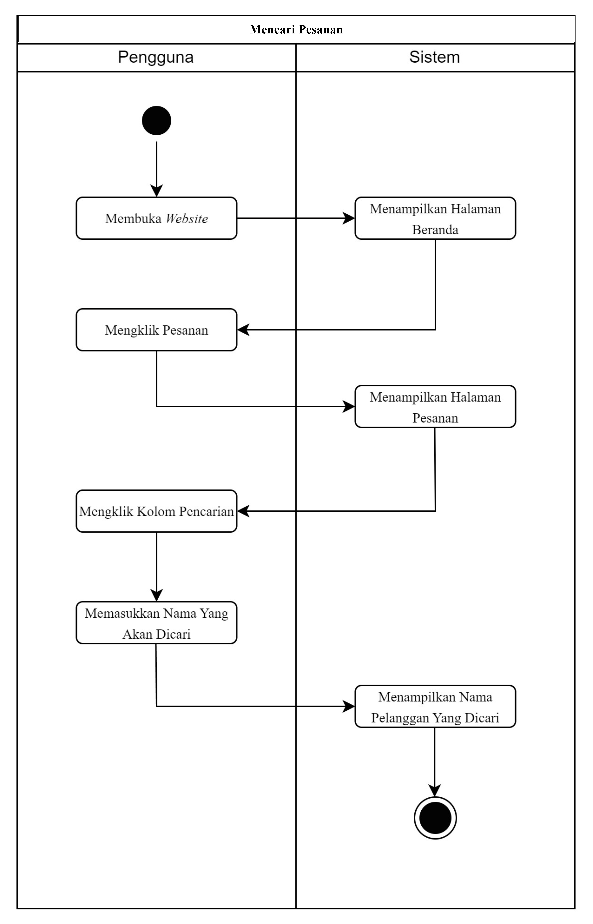 Mencari Pesanan
Pengguna
Sistem
Membuka Website
Menampilkan Halaman
Beranda
Mengklik Pesanan
Menampilkan Halaman
Pesanan
Mengklik Kolom Pencarian
Memasukkan Nama Yang
Akan Dicari
Menampilkan Nama
Pelanggan Yang Dicari